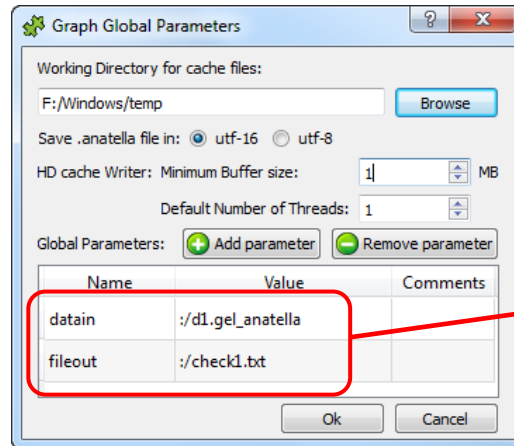 Graph Global Parameters
Working Directory for cache files:
F:/Windows/temp Browse
Save .anatella file in: utf-16 utf-8
HD cache Writer: Minimum Buffer size: 1 MB
Default Number of Threads: 1
Global Parameters: Add parameter Remove parameter
Name Value Comments
datain :/d1.gel_anatella
fileout :/check1.txt
Ok Cancel